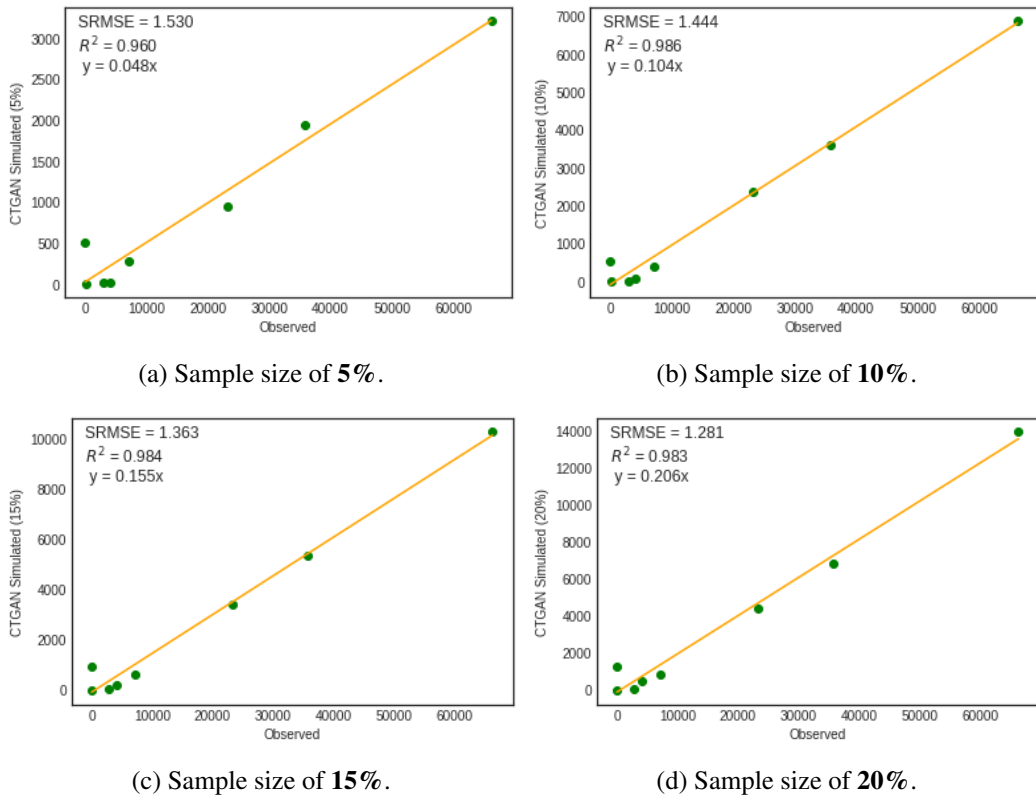 SRMSE = 1.530
R² = 0.960
y = 0.048x
CTGAN Simulated (5%)
3000
2500
2000
1500
1000
500
0
0 10000 20000 30000 40000 50000 60000
Observed
(a) Sample size of 5%.
SRMSE = 1.444
R² = 0.986
y = 0.104x
CTGAN Simulated (10%)
7000
6000
5000
4000
3000
2000
1000
0
0 10000 20000 30000 40000 50000 60000
Observed
(b) Sample size of 10%.
SRMSE = 1.363
R² = 0.984
y = 0.155x
CTGAN Simulated (15%)
10000
8000
6000
4000
2000
0
0 10000 20000 30000 40000 50000 60000
Observed
(c) Sample size of 15%.
SRMSE = 1.281
R² = 0.983
y = 0.206x
CTGAN Simulated (20%)
14000
12000
10000
8000
6000
4000
2000
0
0 10000 20000 30000 40000 50000 60000
Observed
(d) Sample size of 20%.